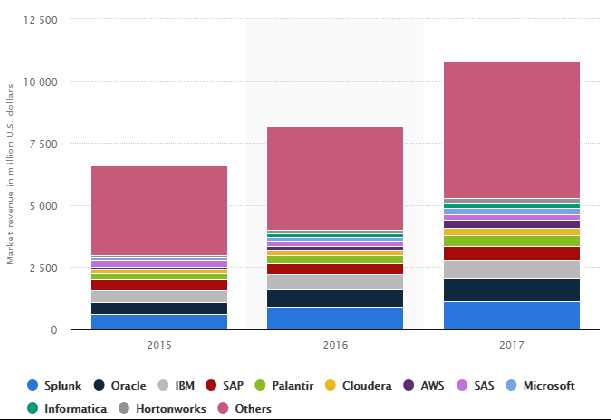 12 500
10 000
7 500
5 000
2 500
0
Market revenue in million U.S. dollars
2015 2016 2017
Splunk Oracle IBM SAP Palantir Cloudera AWS SAS Microsoft
Informatica Hortonworks Others